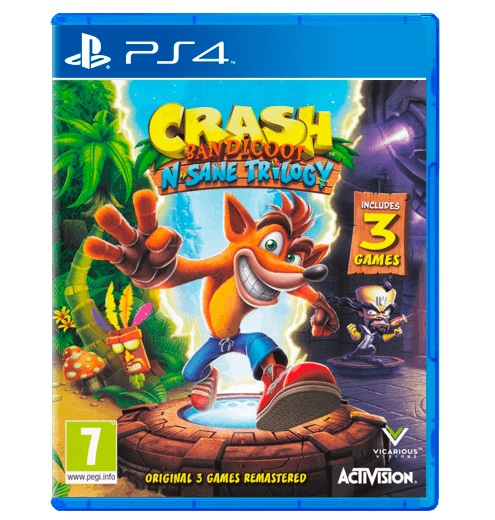 PS4
CRASH
BANDICOOT
N. SANE TRILOGY
INCLUDES
3
GAMES
7
www.pegi.info
ORIGINAL 3 GAMES REMASTERED
VICARIOUS
VISIONS
ACTIVISION.